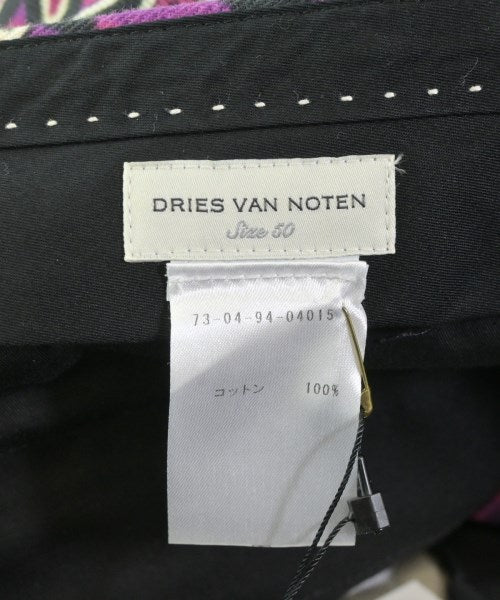 DRIES VAN NOTEN
Size 50
73-04-94-04015
コットン 100%